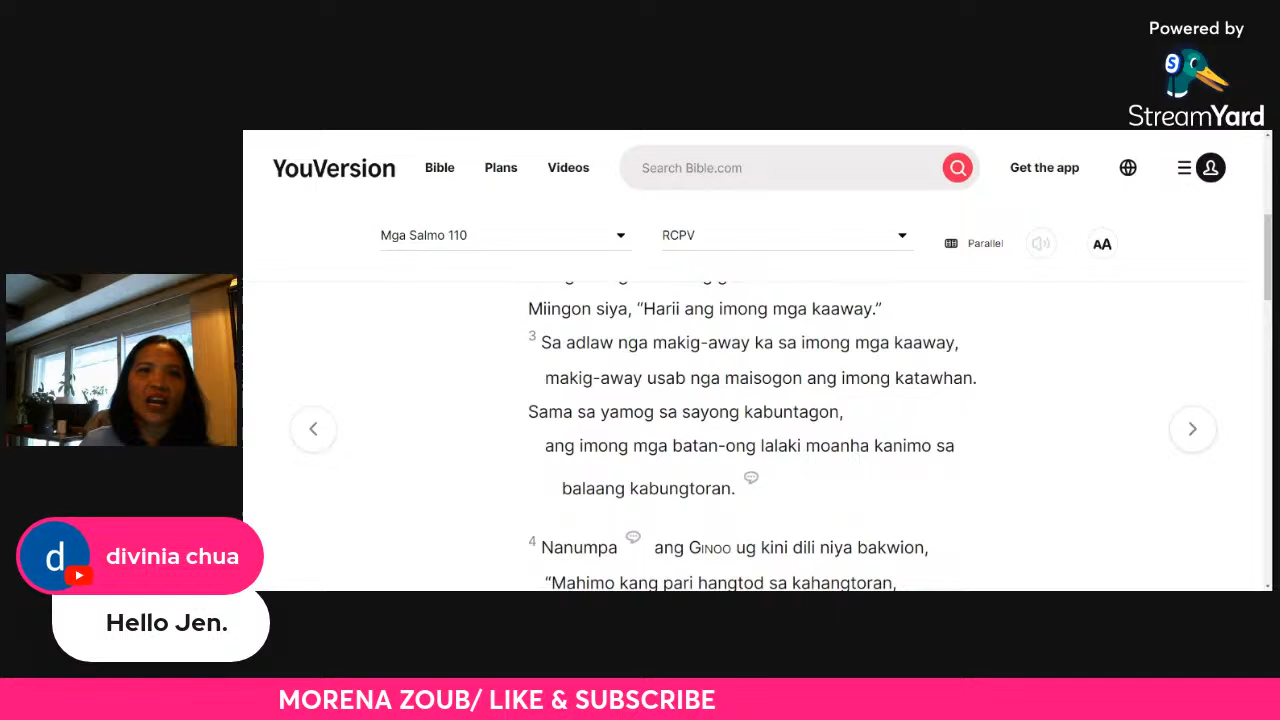 Powered by
StreamYard
YouVersion
Bible
Plans
Videos
Search Bible.com
Get the app
Mga Salmo 110
RCPV
Parallel
AA
Miingon siya, “Harii ang imong mga kaaway.”
3 Sa adlaw nga makig-away ka sa imong mga kaaway,
makig-away usab nga maisogon ang imong katawhan.
Sama sa yamog sa sayong kabuntagon,
ang imong mga batan-ong lalaki moanha kanimo sa
balaang kabungtoran.
4 Nanumpa ang GINOO ug kini dili niya bakwion,
“Mahimo kang pari hangtod sa kahangtoran,
d
divinia chua
Hello Jen.
MORENA ZOUB/ LIKE & SUBSCRIBE